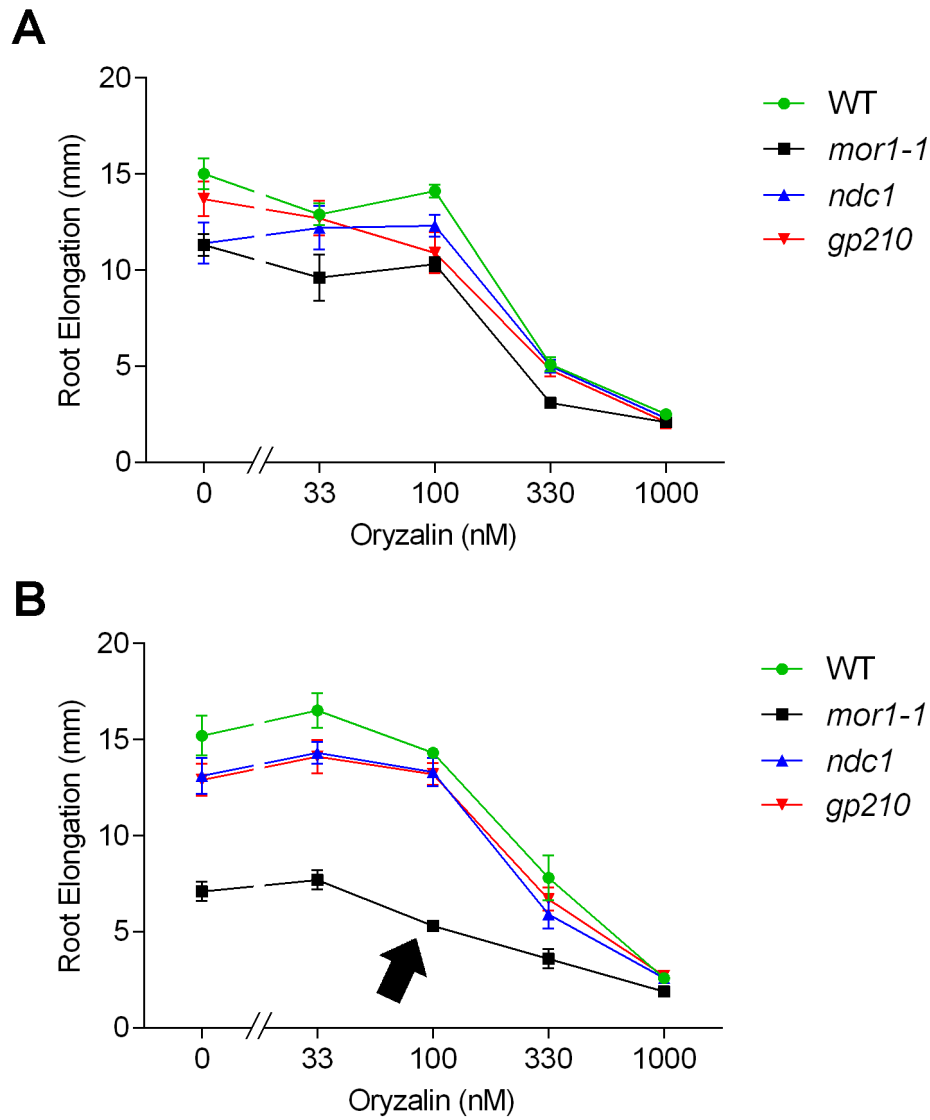 A
20
15
10
5
0
Root Elongation (mm)
0 33 100 330 1000
Oryzalin (nM)
WT
mor1-1
ndc1
gp210
B
20
15
10
5
0
Root Elongation (mm)
0 33 100 330 1000
Oryzalin (nM)
WT
mor1-1
ndc1
gp210